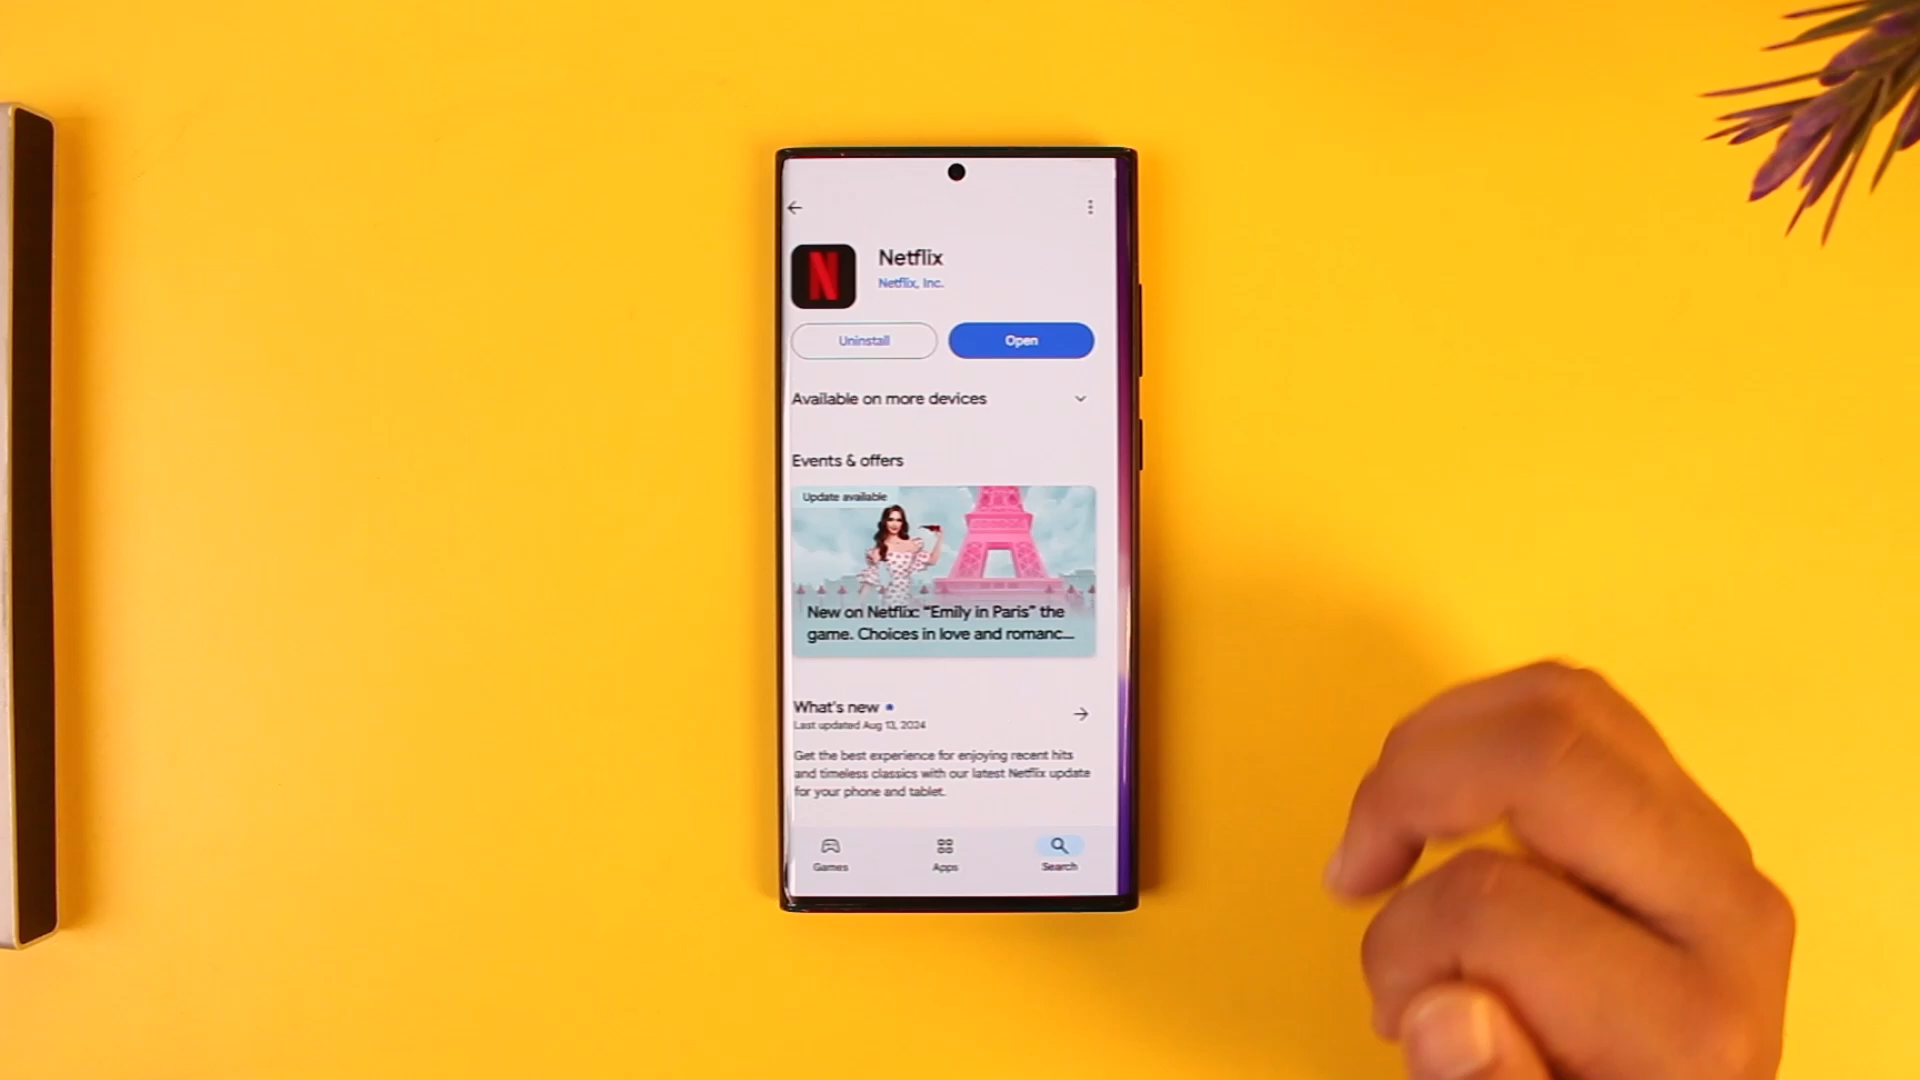 Netflix
Netflix, Inc.
Uninstall
Open
Available on more devices
Events & offers
Update available
New on Netflix: “Emily in Paris” the
game. Choices in love and romanc...
What's new
Last updated Aug 13, 2024
Get the best experience for enjoying recent hits
and timeless classics with our latest Netflix update
for your phone and tablet.
Games
Apps
Search